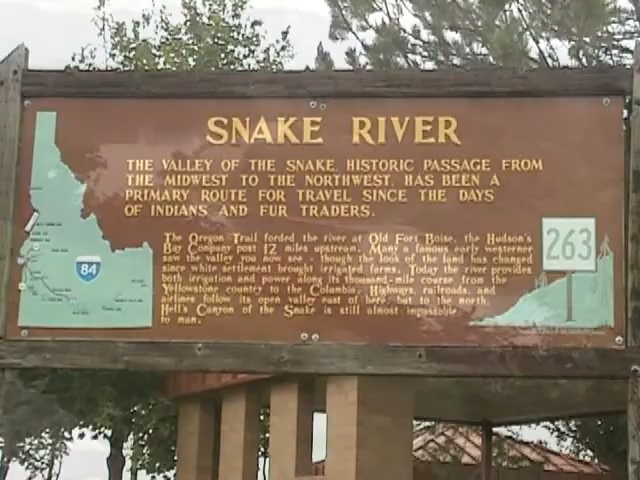 SNAKE RIVER
THE VALLEY OF THE SNAKE, HISTORIC PASSAGE FROM
THE MIDWEST TO THE NORTHWEST, HAS BEEN A
PRIMARY ROUTE FOR TRAVEL SINCE THE DAYS
OF INDIANS AND FUR TRADERS.
The Oregon Trail forded the river at Old Fort Boise, the Hudson's
Bay Company post 12 miles upstream. Many a famous early westerner
saw the valley you now see - though the look of the land has changed
since white settlement brought irrigated farms. Today the river provides
both irrigation and power along its thousand-mile course from the
Yellowstone country to the Columbia. Highways, railroads, and
airlines follow its open valley east of here, but to the north,
Hell's Canyon of the Snake is still almost impassable
to man.
84
263